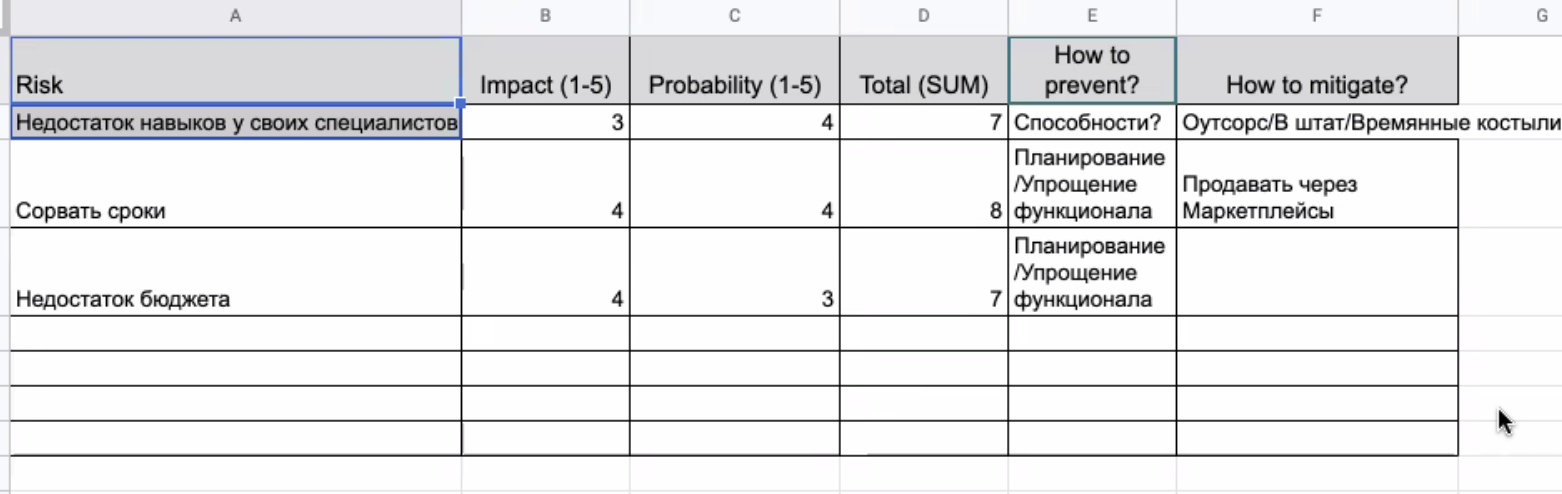 A B C D E F G
How to
Risk Impact (1-5) Probability (1-5) Total (SUM) prevent? How to mitigate?
Недостаток навыков у своих специалистов 3 4 7 Способности? Оутсорс/В штат/Времянные костыли
Планирование
/Упрощение Продавать через
Сорвать сроки 4 4 8 функционала Маркетплейсы
Планирование
/Упрощение
Недостаток бюджета 4 3 7 функционала